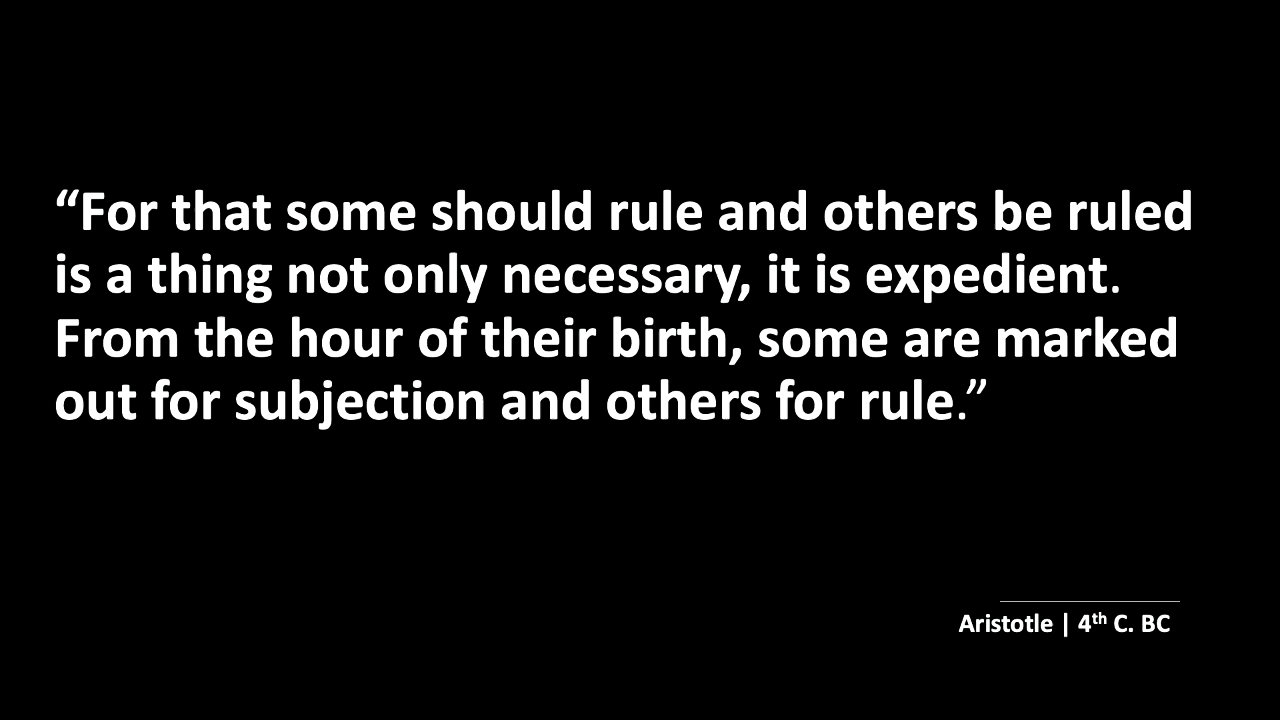 “For that some should rule and others be ruled
is a thing not only necessary, it is expedient.
From the hour of their birth, some are marked
out for subjection and others for rule.”
Aristotle | 4th C. BC